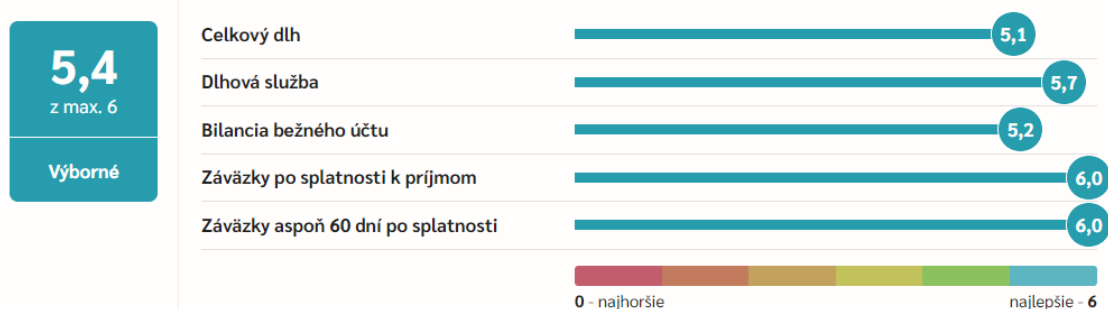 5,4
z max. 6
Výborné
Celkový dlh 5,1
Dlhová služba 5,7
Bilancia bežného účtu 5,2
Záväzky po splatnosti k príjmom 6,0
Záväzky aspoň 60 dní po splatnosti 6,0
0 - najhoršie najlepšie - 6